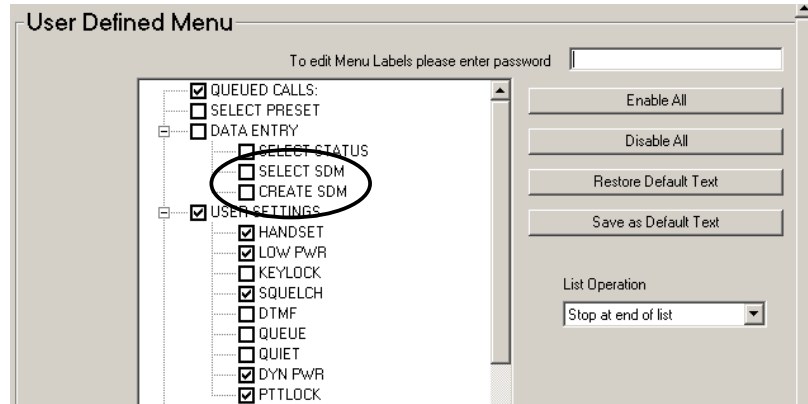 User Defined Menu
To edit Menu Labels please enter password
QUEUED CALLS:
SELECT PRESET
DATA ENTRY
SELECT STATUS
SELECT SDM
CREATE SDM
USER SETTINGS
HANDSET
LOW PWR
KEYLOCK
SQUELCH
DTMF
QUEUE
QUIET
DYN PWR
PTTLOCK
Enable All
Disable All
Restore Default Text
Save as Default Text
List Operation
Stop at end of list